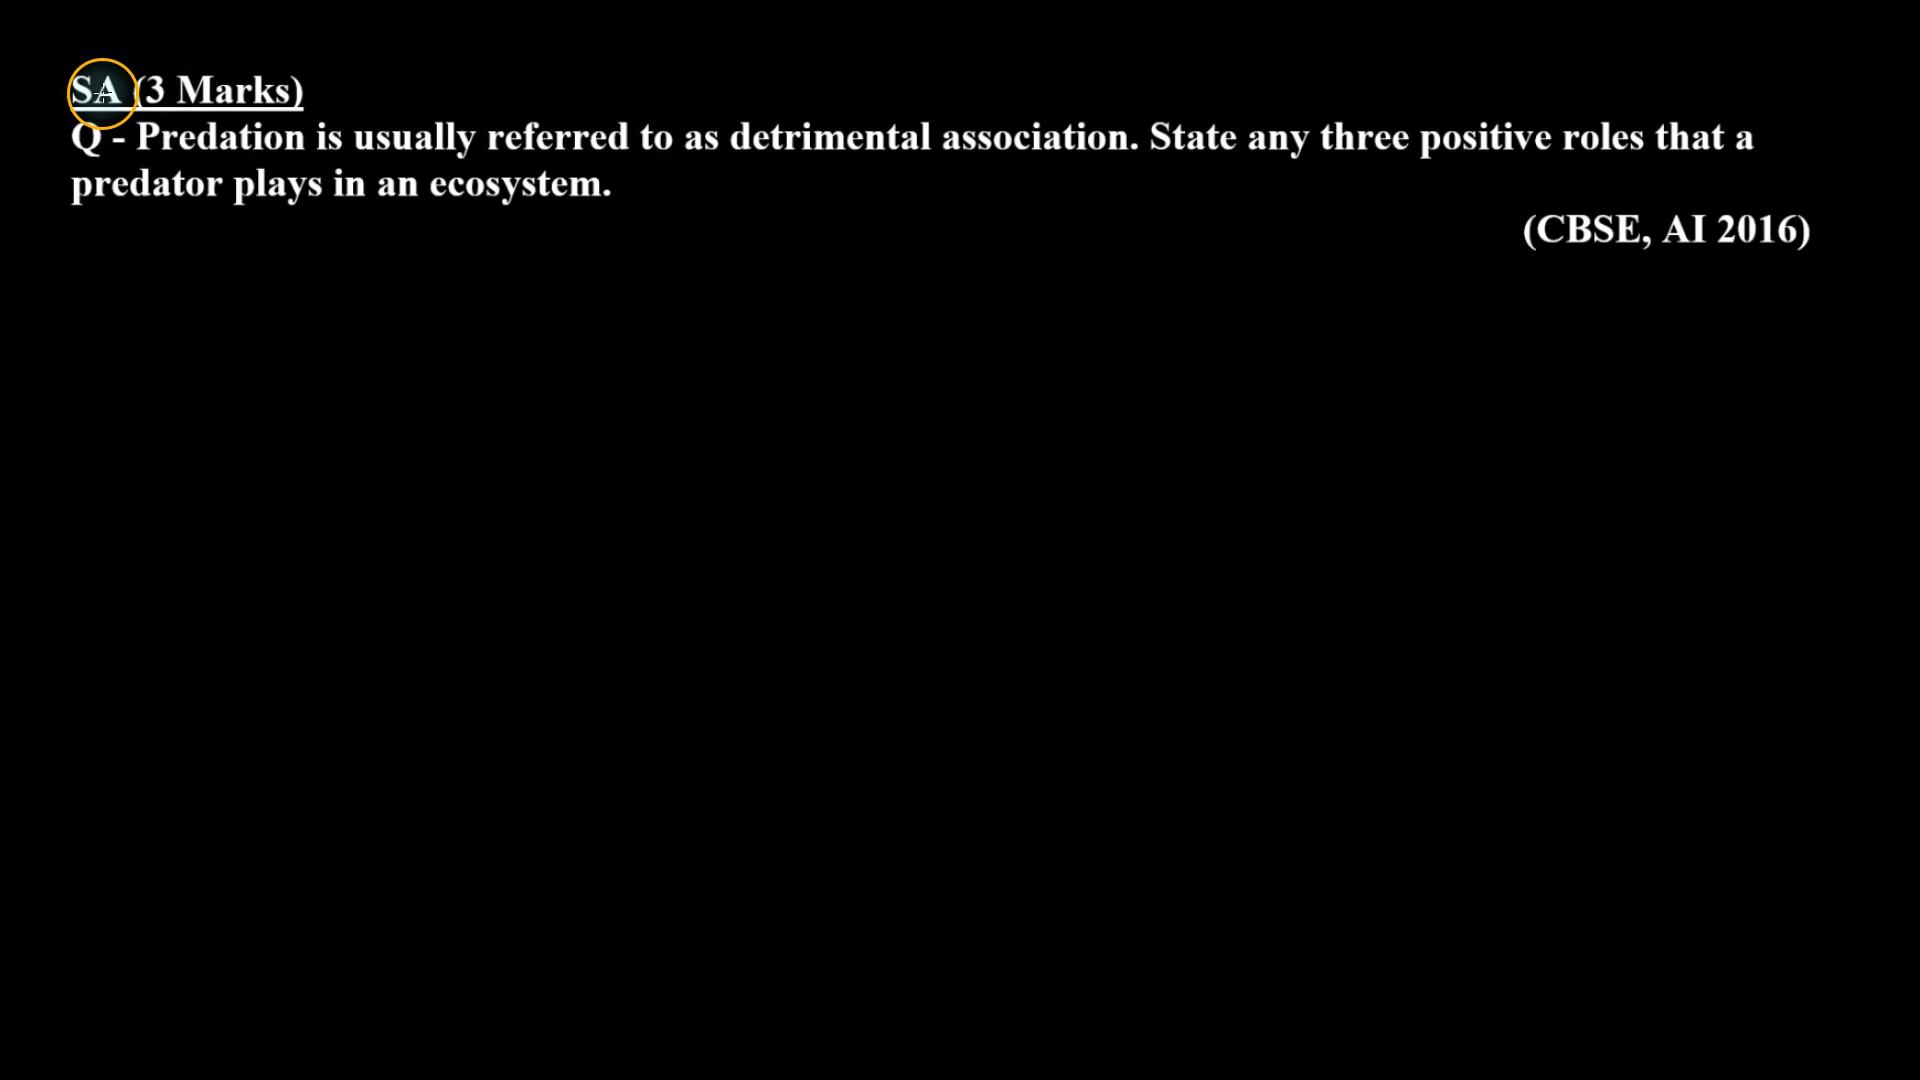 SA (3 Marks)
Q - Predation is usually referred to as detrimental association. State any three positive roles that a
predator plays in an ecosystem.
(CBSE, AI 2016)